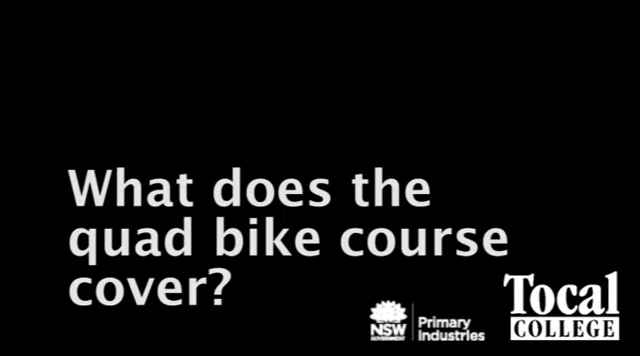 What does the
quad bike course
cover?
NSW
GOVERNMENT
Primary
Industries
Tocal
COLLEGE